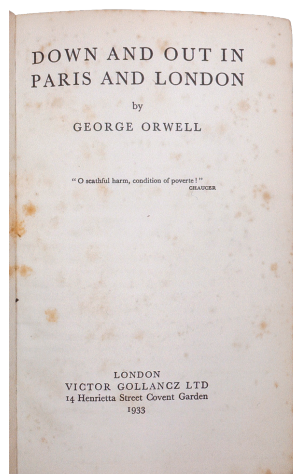 DOWN AND OUT IN
PARIS AND LONDON
by
GEORGE ORWELL
"O scathful harm, condition of poverte!"
CHAUCER
LONDON
VICTOR GOLLANCZ LTD
14 Henrietta Street Covent Garden
1933